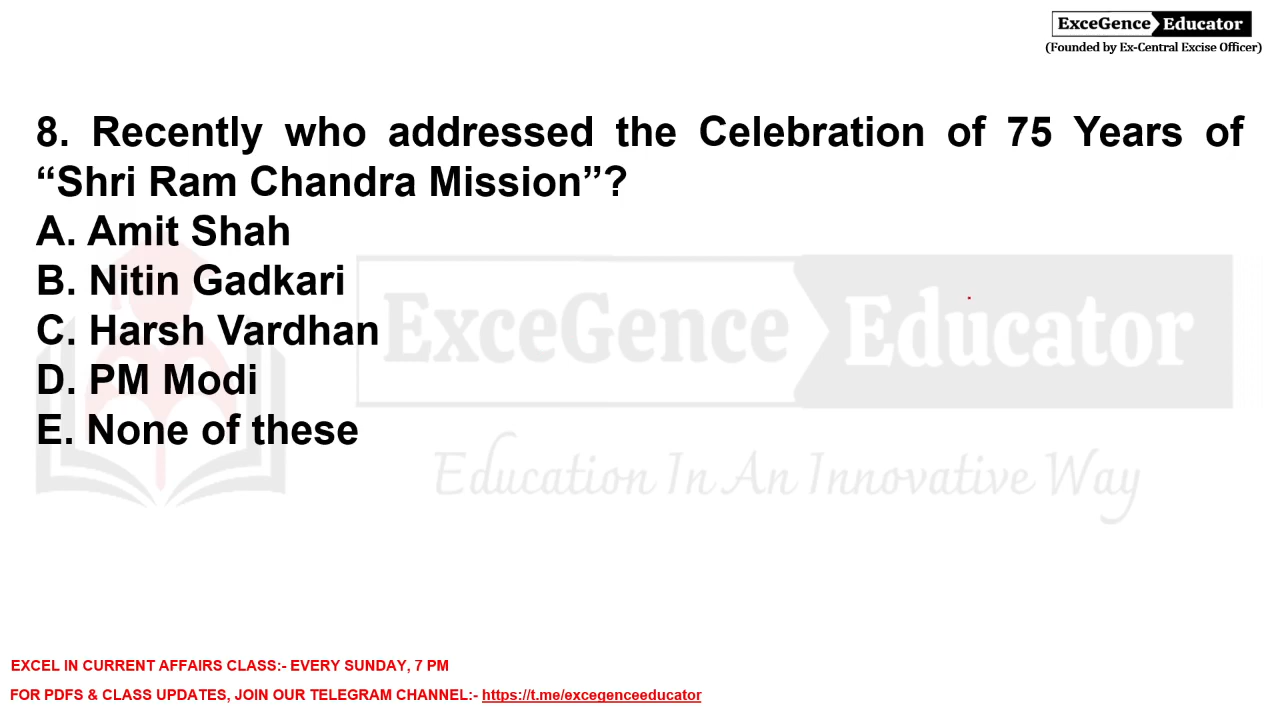 ExceGence Educator
(Founded by Ex-Central Excise Officer)
8. Recently who addressed the Celebration of 75 Years of
“Shri Ram Chandra Mission”?
A. Amit Shah
B. Nitin Gadkari
C. Harsh Vardhan
D. PM Modi
E. None of these
ExceGence Educator
Education In An Innovative Way
EXCEL IN CURRENT AFFAIRS CLASS:- EVERY SUNDAY, 7 PM
FOR PDFS & CLASS UPDATES, JOIN OUR TELEGRAM CHANNEL:- https://t.me/excegenceeducator